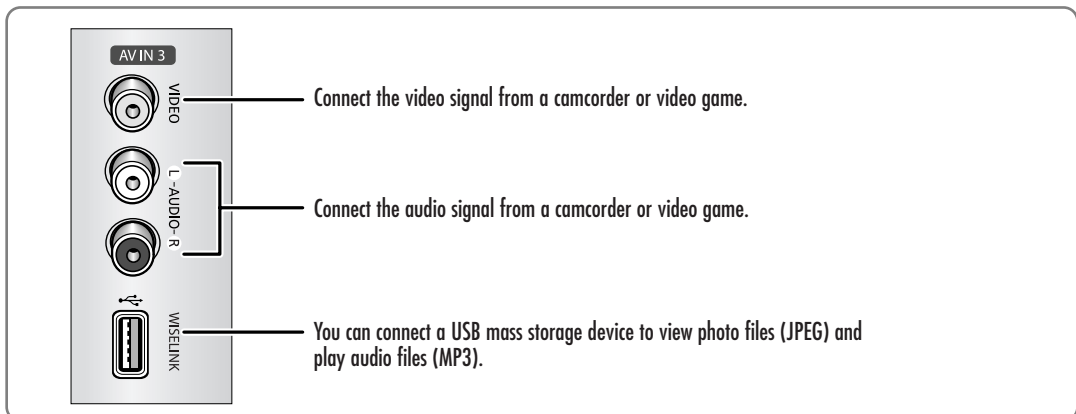 AV IN 3
VIDEO
Connect the video signal from a camcorder or video game.
L -AUDIO- R
Connect the audio signal from a camcorder or video game.
WISELINK
You can connect a USB mass storage device to view photo files (JPEG) and
play audio files (MP3).